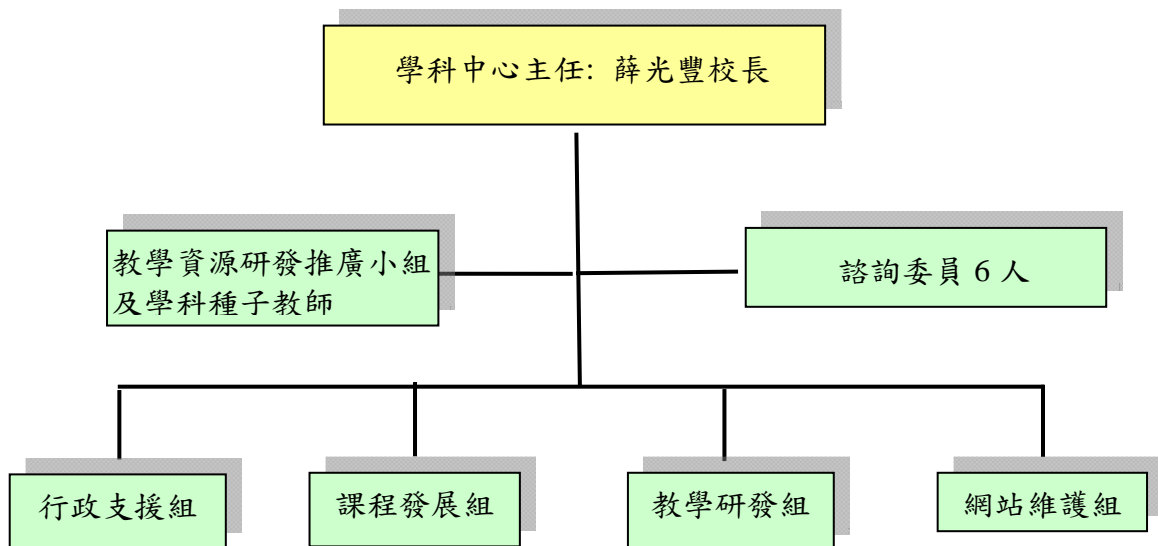 學科中心主任: 薛光豐校長
教學資源研發推廣小組
及學科種子教師
諮詢委員 6 人
行政支援組
課程發展組
教學研發組
網站維護組